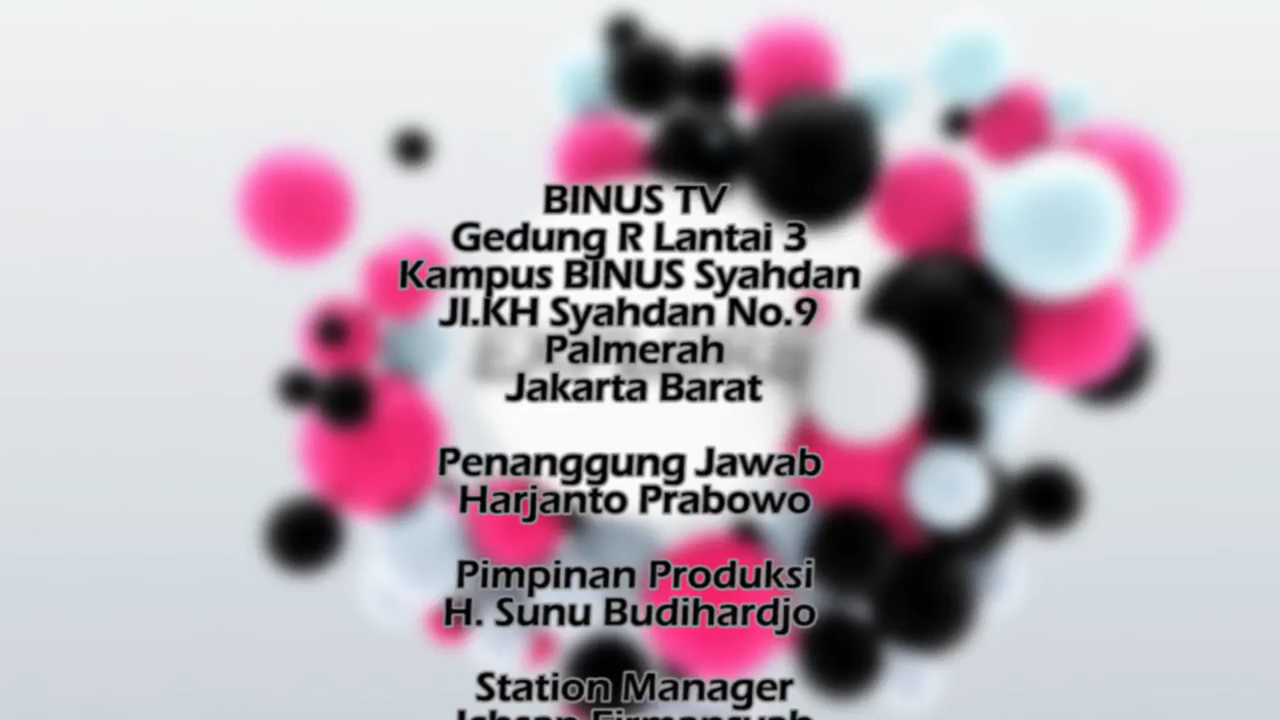 BINUS TV
Gedung R Lantai 3
Kampus BINUS Syahdan
Jl.KH Syahdan No.9
Palmerah
Jakarta Barat
Penanggung Jawab
Harjanto Prabowo
Pimpinan Produksi
H. Sunu Budihardjo
Station Manager